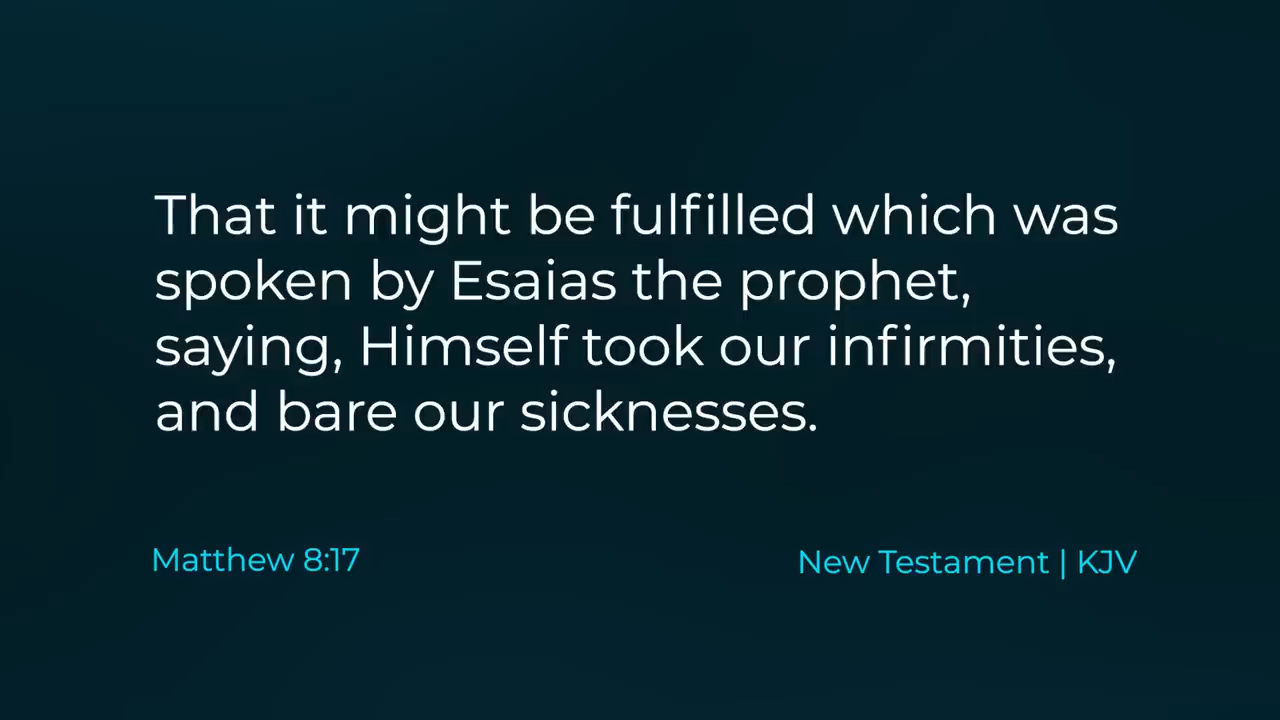 That it might be fulfilled which was
spoken by Esaias the prophet,
saying, Himself took our infirmities,
and bare our sicknesses.
Matthew 8:17
New Testament | KJV